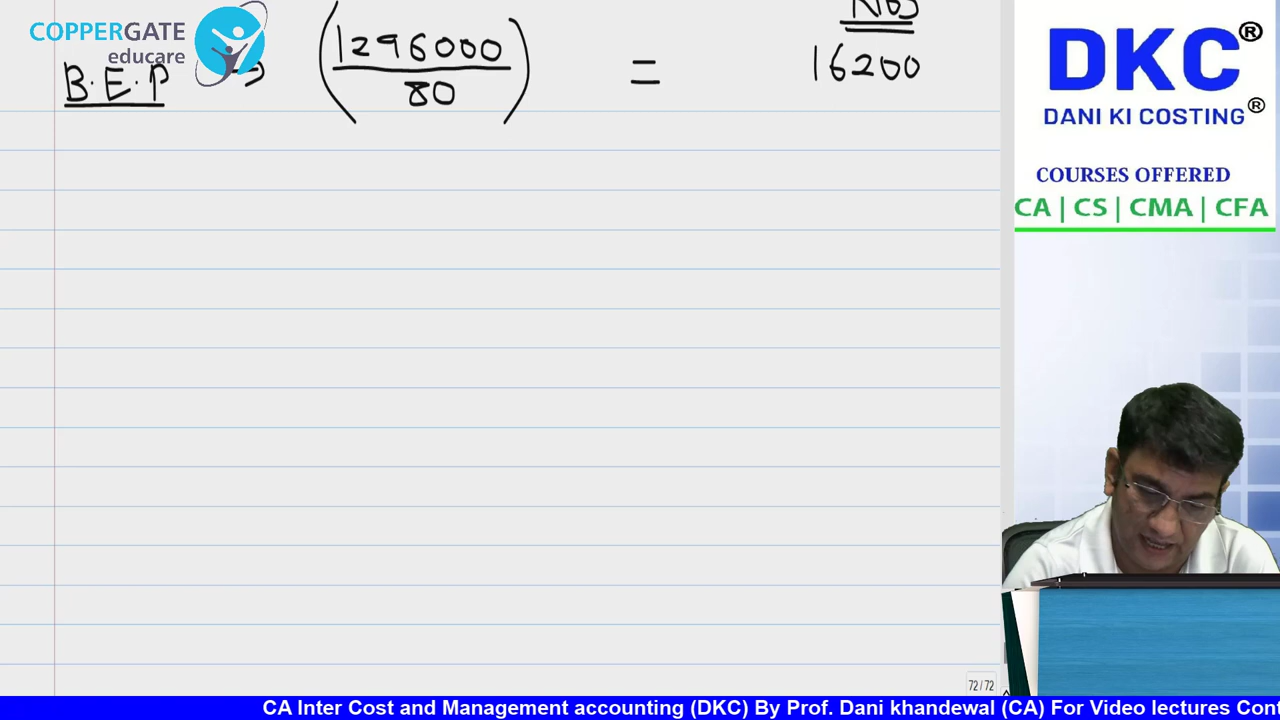 COPPERGATE
educare
B.E.P ⇒ (1296000/80) = 16200
DKC®
DANI KI COSTING®
COURSES OFFERED
CA | CS | CMA | CFA
72 / 72
CA Inter Cost and Management accounting (DKC) By Prof. Dani khandewal (CA) For Video lectures Con